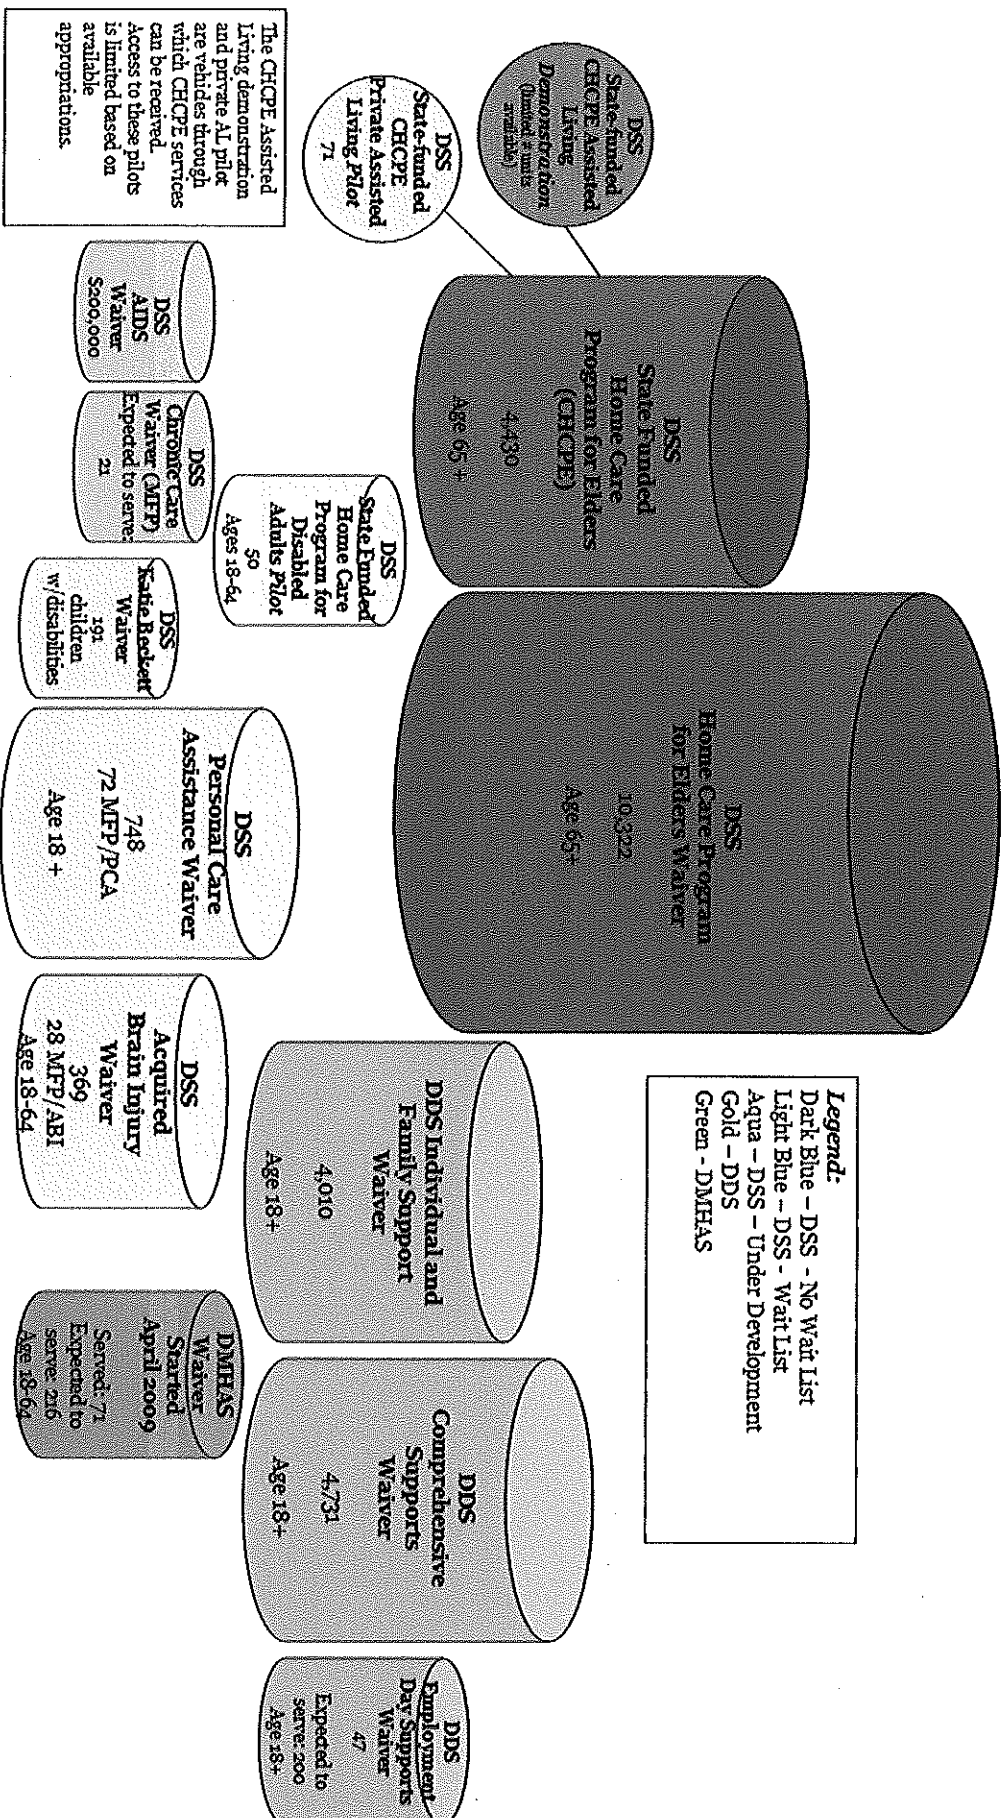 DSS
State-funded
CHCPE Assisted
Living
Demonstration
(limited # units
available)
DSS
State-funded
CHCPE
Private Assisted
Living Pilot
71
The CHCPE Assisted
Living demonstration
and private AL pilot
are vehicles through
which CHCPE services
can be received.
Access to these pilots
is limited based on
available
appropriations.
DSS
State Funded
Home Care
Program for Elders
(CHCPE)
4,430
Age 65+
DSS
Home Care Program
for Elders Waiver
10,322
Age 65+
Legend:
Dark Blue – DSS - No Wait List
Light Blue – DSS - Wait List
Aqua – DSS – Under Development
Gold – DDS
Green - DMHAS
DSS
State Funded
Home Care
Program for
Disabled
Adults Pilot
50
Ages 18-64
DDS Individual and
Family Support
Waiver
4,010
Age 18+
DDS
Comprehensive
Supports
Waiver
4,731
Age 18+
DDS
Employment
Day Supports
Waiver
47
Expected to
serve: 200
Age 18+
DSS
AIDS
Waiver
$200,000
DSS
Chronic Care
Waiver (MFP)
Expected to serve:
21
DSS
Katie Beckett
Waiver
191
children
w/disabilities
DSS
Personal Care
Assistance Waiver
748
72 MFP/PCA
Age 18 +
DSS
Acquired
Brain Injury
Waiver
369
28 MFP/ABI
Age 18-64
DMHAS
Waiver
Started
April 2009
Served: 71
Expected to
serve: 216
Age 18-64